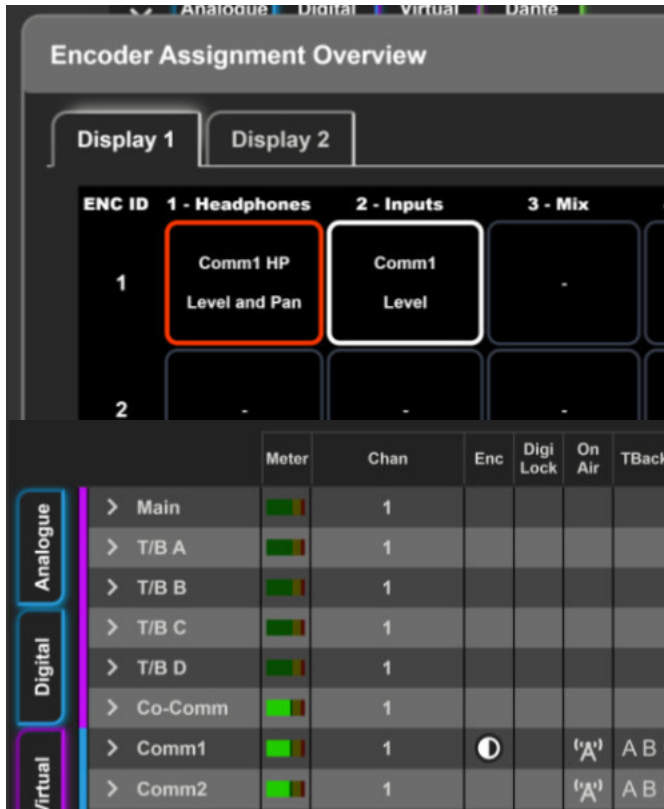 Analogue Digital Virtual Dante
Encoder Assignment Overview
Display 1 Display 2
ENC ID 1 - Headphones 2 - Inputs 3 - Mix
1 Comm1 HP Level and Pan Comm1 Level -
2 - - -
Meter Chan Enc Digi Lock On Air TBack
Analogue
Digital
Virtual
Main 1
T/B A 1
T/B B 1
T/B C 1
T/B D 1
Co-Comm 1
Comm1 1 A B
Comm2 1 A B